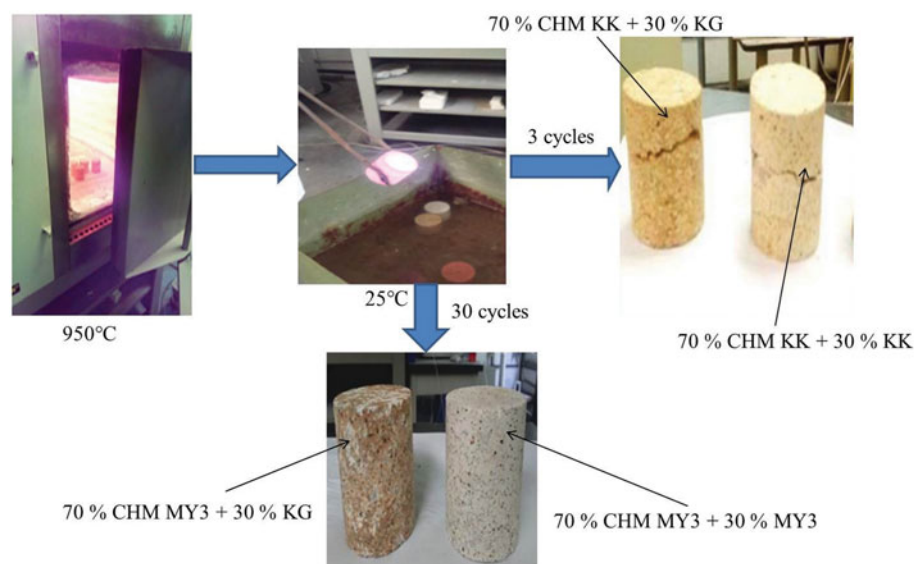 70 % CHM KK + 30 % KG
3 cycles
950°C
25°C
30 cycles
70 % CHM KK + 30 % KK
70 % CHM MY3 + 30 % KG
70 % CHM MY3 + 30 % MY3